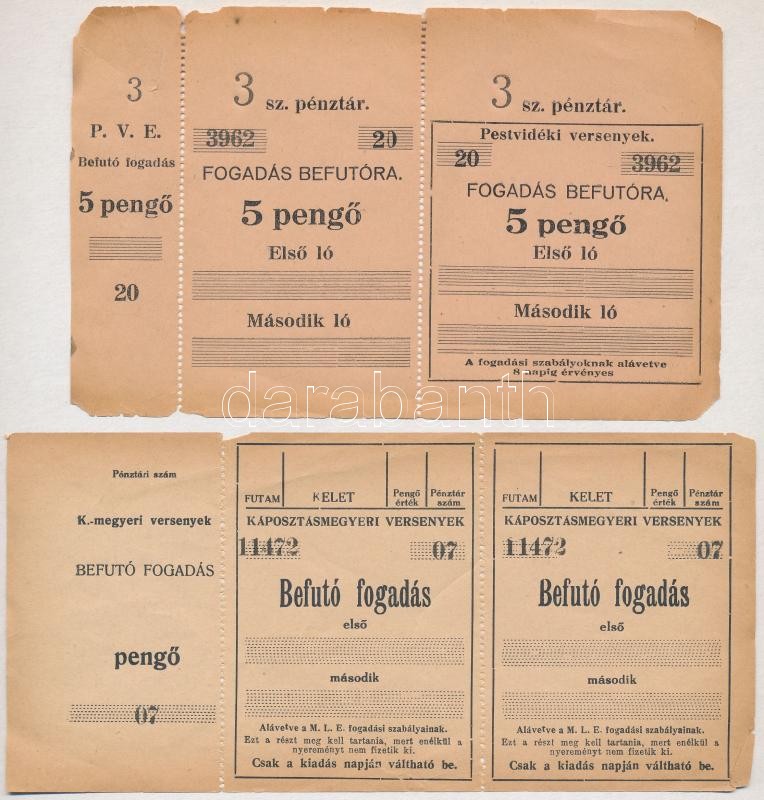 3
P. V. E.
Befutó fogadás
5 pengő
20
3 sz. pénztár.
3962 20
FOGADÁS BEFUTÓRA.
5 pengő
Első ló
Második ló
3 sz. pénztár.
Pestvidéki versenyek.
20 3962
FOGADÁS BEFUTÓRA.
5 pengő
Első ló
Második ló
A fogadási szabályoknak alávetve
8 napig érvényes
darabanth
Pénztári szám
K.-megyeri versenyek
BEFUTÓ FOGADÁS
pengő
07
FUTAM KELET Pengő érték Pénztár szám
KÁPOSZTÁSMEGYERI VERSENYEK
11472 07
Befutó fogadás
első
második
Alávetve a M. L. E. fogadási szabályainak.
Ezt a részt meg kell tartania, mert enélkül a
nyereményt nem fizetik ki.
Csak a kiadás napján váltható be.
FUTAM KELET Pengő érték Pénztár szám
KÁPOSZTÁSMEGYERI VERSENYEK
11472 07
Befutó fogadás
első
második
Alávetve a M. L. E. fogadási szabályainak.
Ezt a részt meg kell tartania, mert enélkül a
nyereményt nem fizetik ki.
Csak a kiadás napján váltható be.